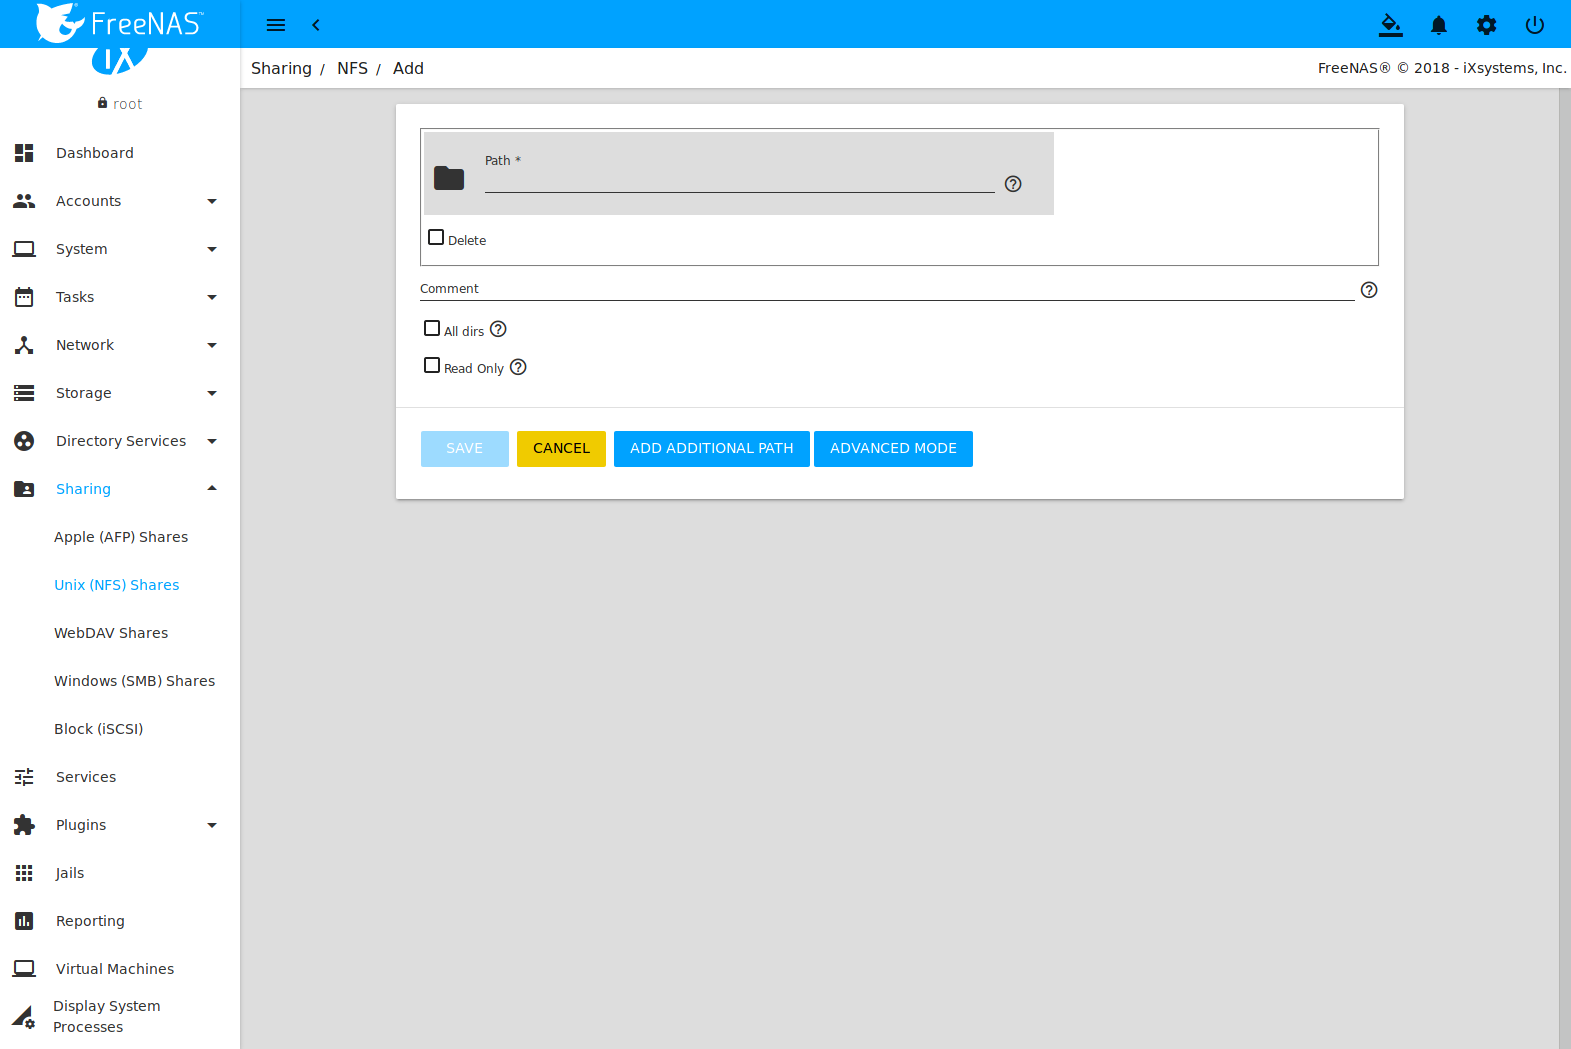 FreeNAS™
Sharing / NFS / Add
FreeNAS® © 2018 - iXsystems, Inc.
iX
root
Dashboard
Accounts
System
Tasks
Network
Storage
Directory Services
Sharing
Apple (AFP) Shares
Unix (NFS) Shares
WebDAV Shares
Windows (SMB) Shares
Block (iSCSI)
Services
Plugins
Jails
Reporting
Virtual Machines
Display System
Processes
Path *
Delete
Comment
All dirs
Read Only
SAVE
CANCEL
ADD ADDITIONAL PATH
ADVANCED MODE